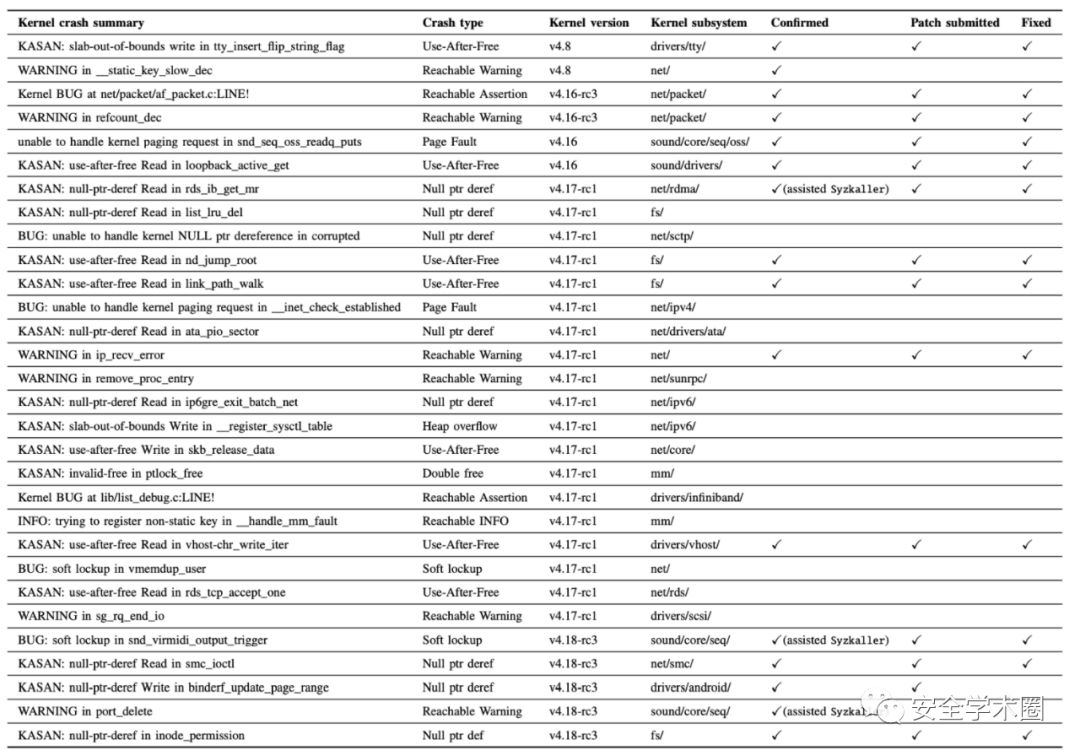 Kernel crash summary Crash type Kernel version Kernel subsystem Confirmed Patch submitted Fixed
KASAN: slab-out-of-bounds write in tty_insert_flip_string_flag Use-After-Free v4.8 drivers/tty/ ✓ ✓ ✓
WARNING in __static_key_slow_dec Reachable Warning v4.8 net/ ✓
Kernel BUG at net/packet/af_packet.c:LINE! Reachable Assertion v4.16-rc3 net/packet/ ✓ ✓ ✓
WARNING in refcount_dec Reachable Warning v4.16-rc3 net/packet/ ✓ ✓ ✓
unable to handle kernel paging request in snd_seq_oss_readq_puts Page Fault v4.16 sound/core/seq/oss/ ✓ ✓ ✓
KASAN: use-after-free Read in loopback_active_get Use-After-Free v4.16 sound/drivers/ ✓ ✓ ✓
KASAN: null-ptr-deref Read in rds_ib_get_mr Null ptr deref v4.17-rc1 net/rdma/ ✓(assisted Syzkaller) ✓ ✓
KASAN: null-ptr-deref Read in list_lru_del Null ptr deref v4.17-rc1 fs/
BUG: unable to handle kernel NULL ptr dereference in corrupted Null ptr deref v4.17-rc1 net/sctp/
KASAN: use-after-free Read in nd_jump_root Use-After-Free v4.17-rc1 fs/ ✓ ✓ ✓
KASAN: use-after-free Read in link_path_walk Use-After-Free v4.17-rc1 fs/ ✓ ✓ ✓
BUG: unable to handle kernel paging request in __inet_check_established Page Fault v4.17-rc1 net/ipv4/
KASAN: null-ptr-deref Read in ata_pio_sector Null ptr deref v4.17-rc1 net/drivers/ata/
WARNING in ip_recv_error Reachable Warning v4.17-rc1 net/ ✓ ✓ ✓
WARNING in remove_proc_entry Reachable Warning v4.17-rc1 net/sunrpc/
KASAN: null-ptr-deref Read in ip6gre_exit_batch_net Null ptr deref v4.17-rc1 net/ipv6/
KASAN: slab-out-of-bounds Write in __register_sysctl_table Heap overflow v4.17-rc1 net/ipv6/
KASAN: use-after-free Write in skb_release_data Use-After-Free v4.17-rc1 net/core/
KASAN: invalid-free in ptlock_free Double free v4.17-rc1 mm/
Kernel BUG at lib/list_debug.c:LINE! Reachable Assertion v4.17-rc1 drivers/infiniband/
INFO: trying to register non-static key in __handle_mm_fault Reachable INFO v4.17-rc1 mm/
KASAN: use-after-free Read in vhost-chr_write_iter Use-After-Free v4.17-rc1 drivers/vhost/ ✓ ✓ ✓
BUG: soft lockup in vmemdup_user Soft lockup v4.17-rc1 net/
KASAN: use-after-free Read in rds_tcp_accept_one Use-After-Free v4.17-rc1 net/rds/
WARNING in sg_rq_end_io Reachable Warning v4.17-rc1 drivers/scsi/
BUG: soft lockup in snd_virmidi_output_trigger Soft lockup v4.18-rc3 sound/core/seq/ ✓(assisted Syzkaller) ✓ ✓
KASAN: null-ptr-deref Read in smc_ioctl Null ptr deref v4.18-rc3 net/smc/ ✓ ✓ ✓
KASAN: null-ptr-deref Write in binderf_update_page_range Null ptr deref v4.18-rc3 drivers/android/ ✓ ✓
WARNING in port_delete Reachable Warning v4.18-rc3 sound/core/seq/ ✓(assisted
安全学术圈
KASAN: null-ptr-deref in inode_permission Null ptr def v4.18-rc3 fs/ ✓ ✓ ✓